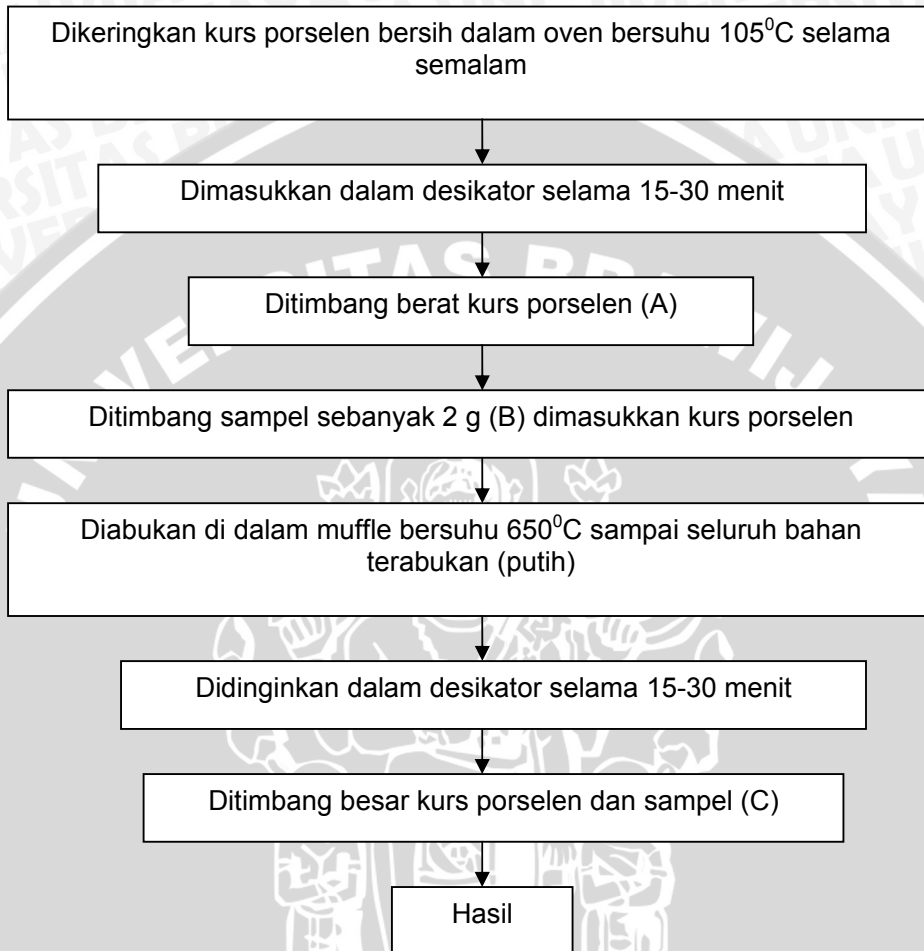 Dikeringkan kurs porselen bersih dalam oven bersuhu 105⁰C selama
semalam
Dimasukkan dalam desikator selama 15-30 menit
Ditimbang berat kurs porselen (A)
Ditimbang sampel sebanyak 2 g (B) dimasukkan kurs porselen
Diabukan di dalam muffle bersuhu 650⁰C sampai seluruh bahan
terabukan (putih)
Didinginkan dalam desikator selama 15-30 menit
Ditimbang besar kurs porselen dan sampel (C)
Hasil